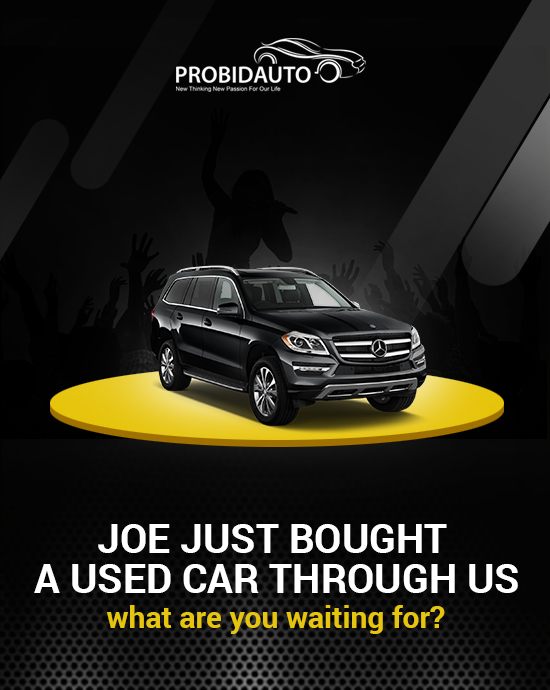 PROBIDAUTO
New Thinking New Passion For Our Life
JOE JUST BOUGHT
A USED CAR THROUGH US
what are you waiting for?